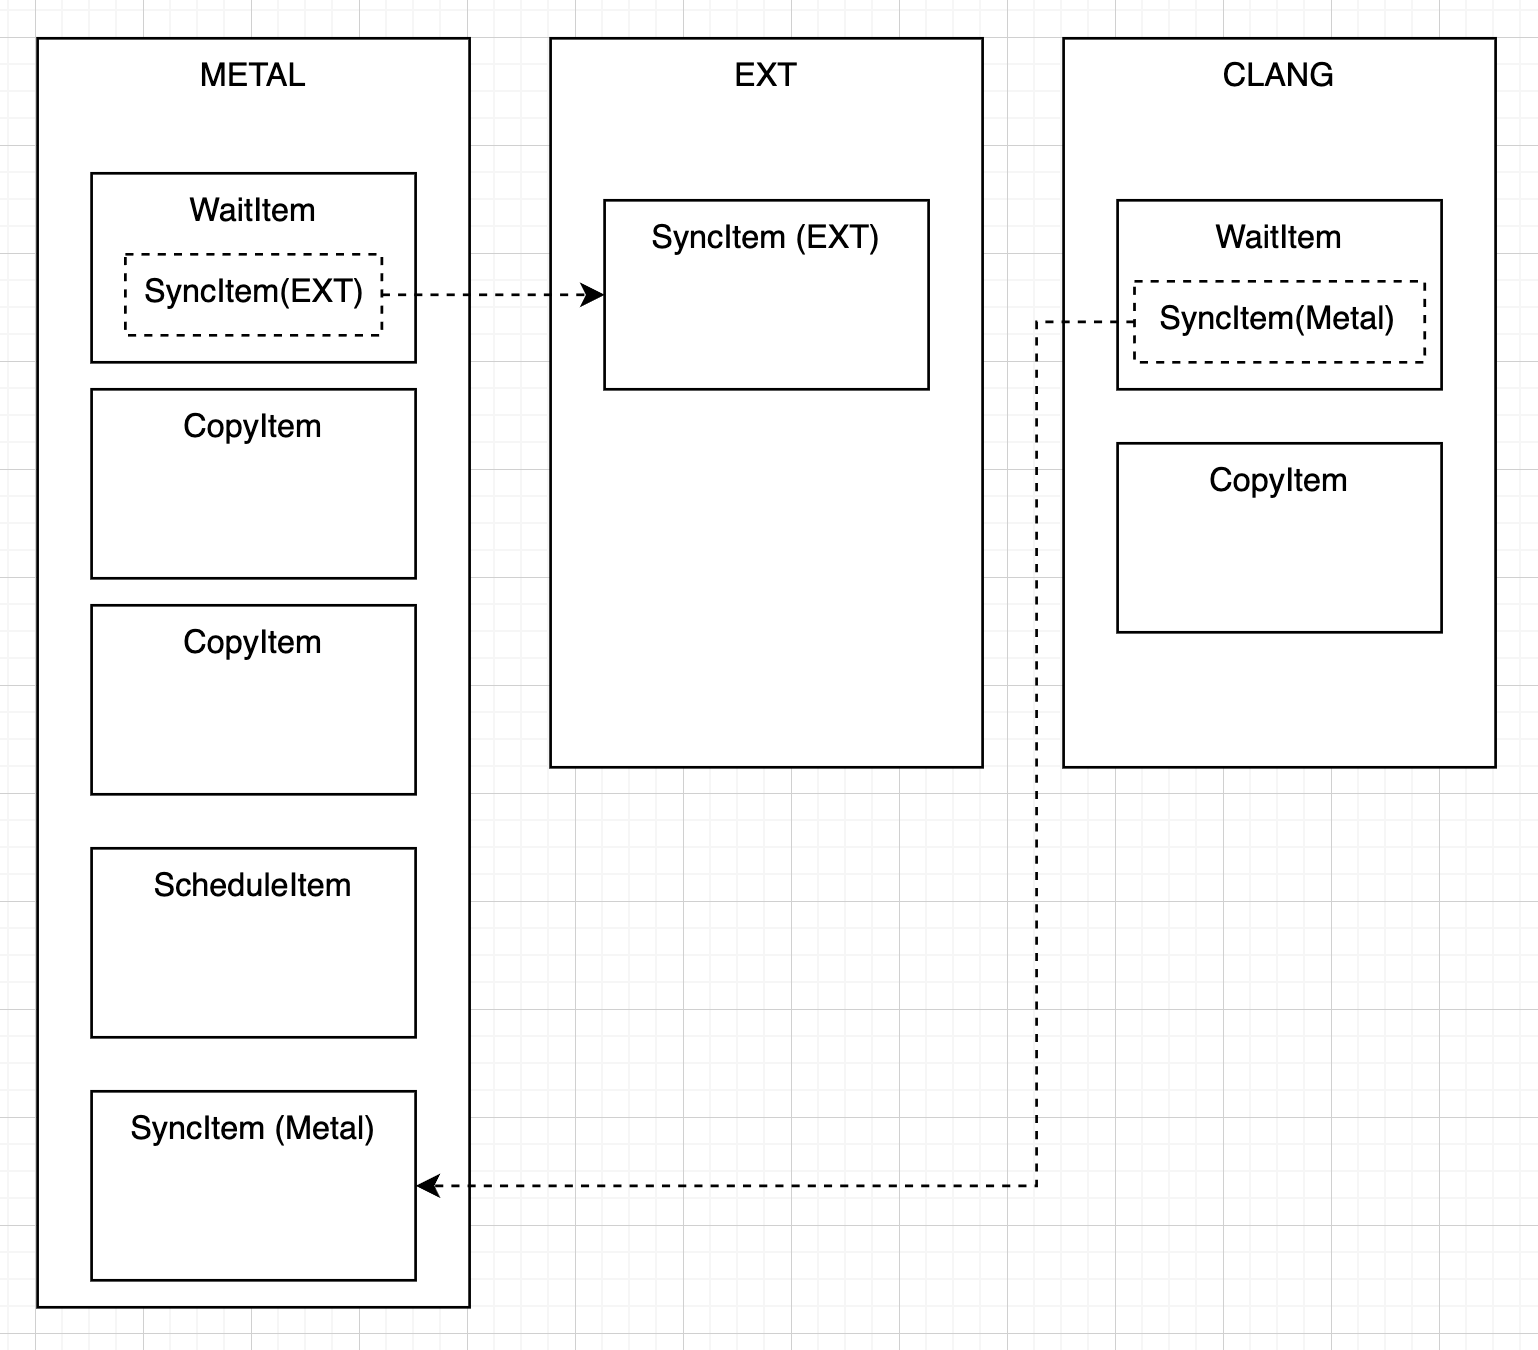 METAL
WaitItem
SyncItem(EXT)
CopyItem
CopyItem
ScheduleItem
SyncItem (Metal)
EXT
SyncItem (EXT)
CLANG
WaitItem
SyncItem(Metal)
CopyItem